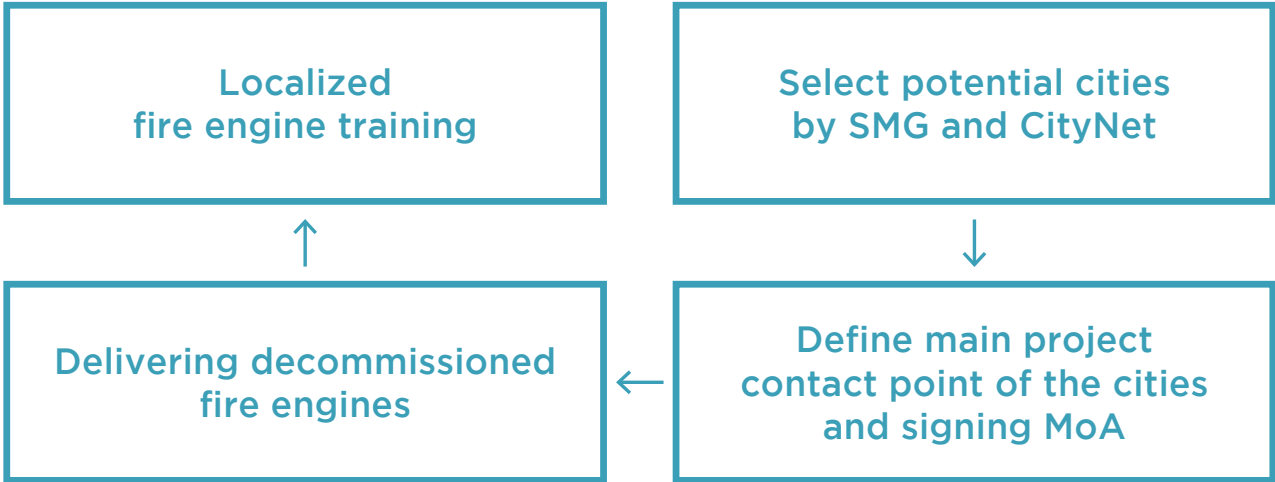 Localized
fire engine training
Select potential cities
by SMG and CityNet
Delivering decommissioned
fire engines
Define main project
contact point of the cities
and signing MoA